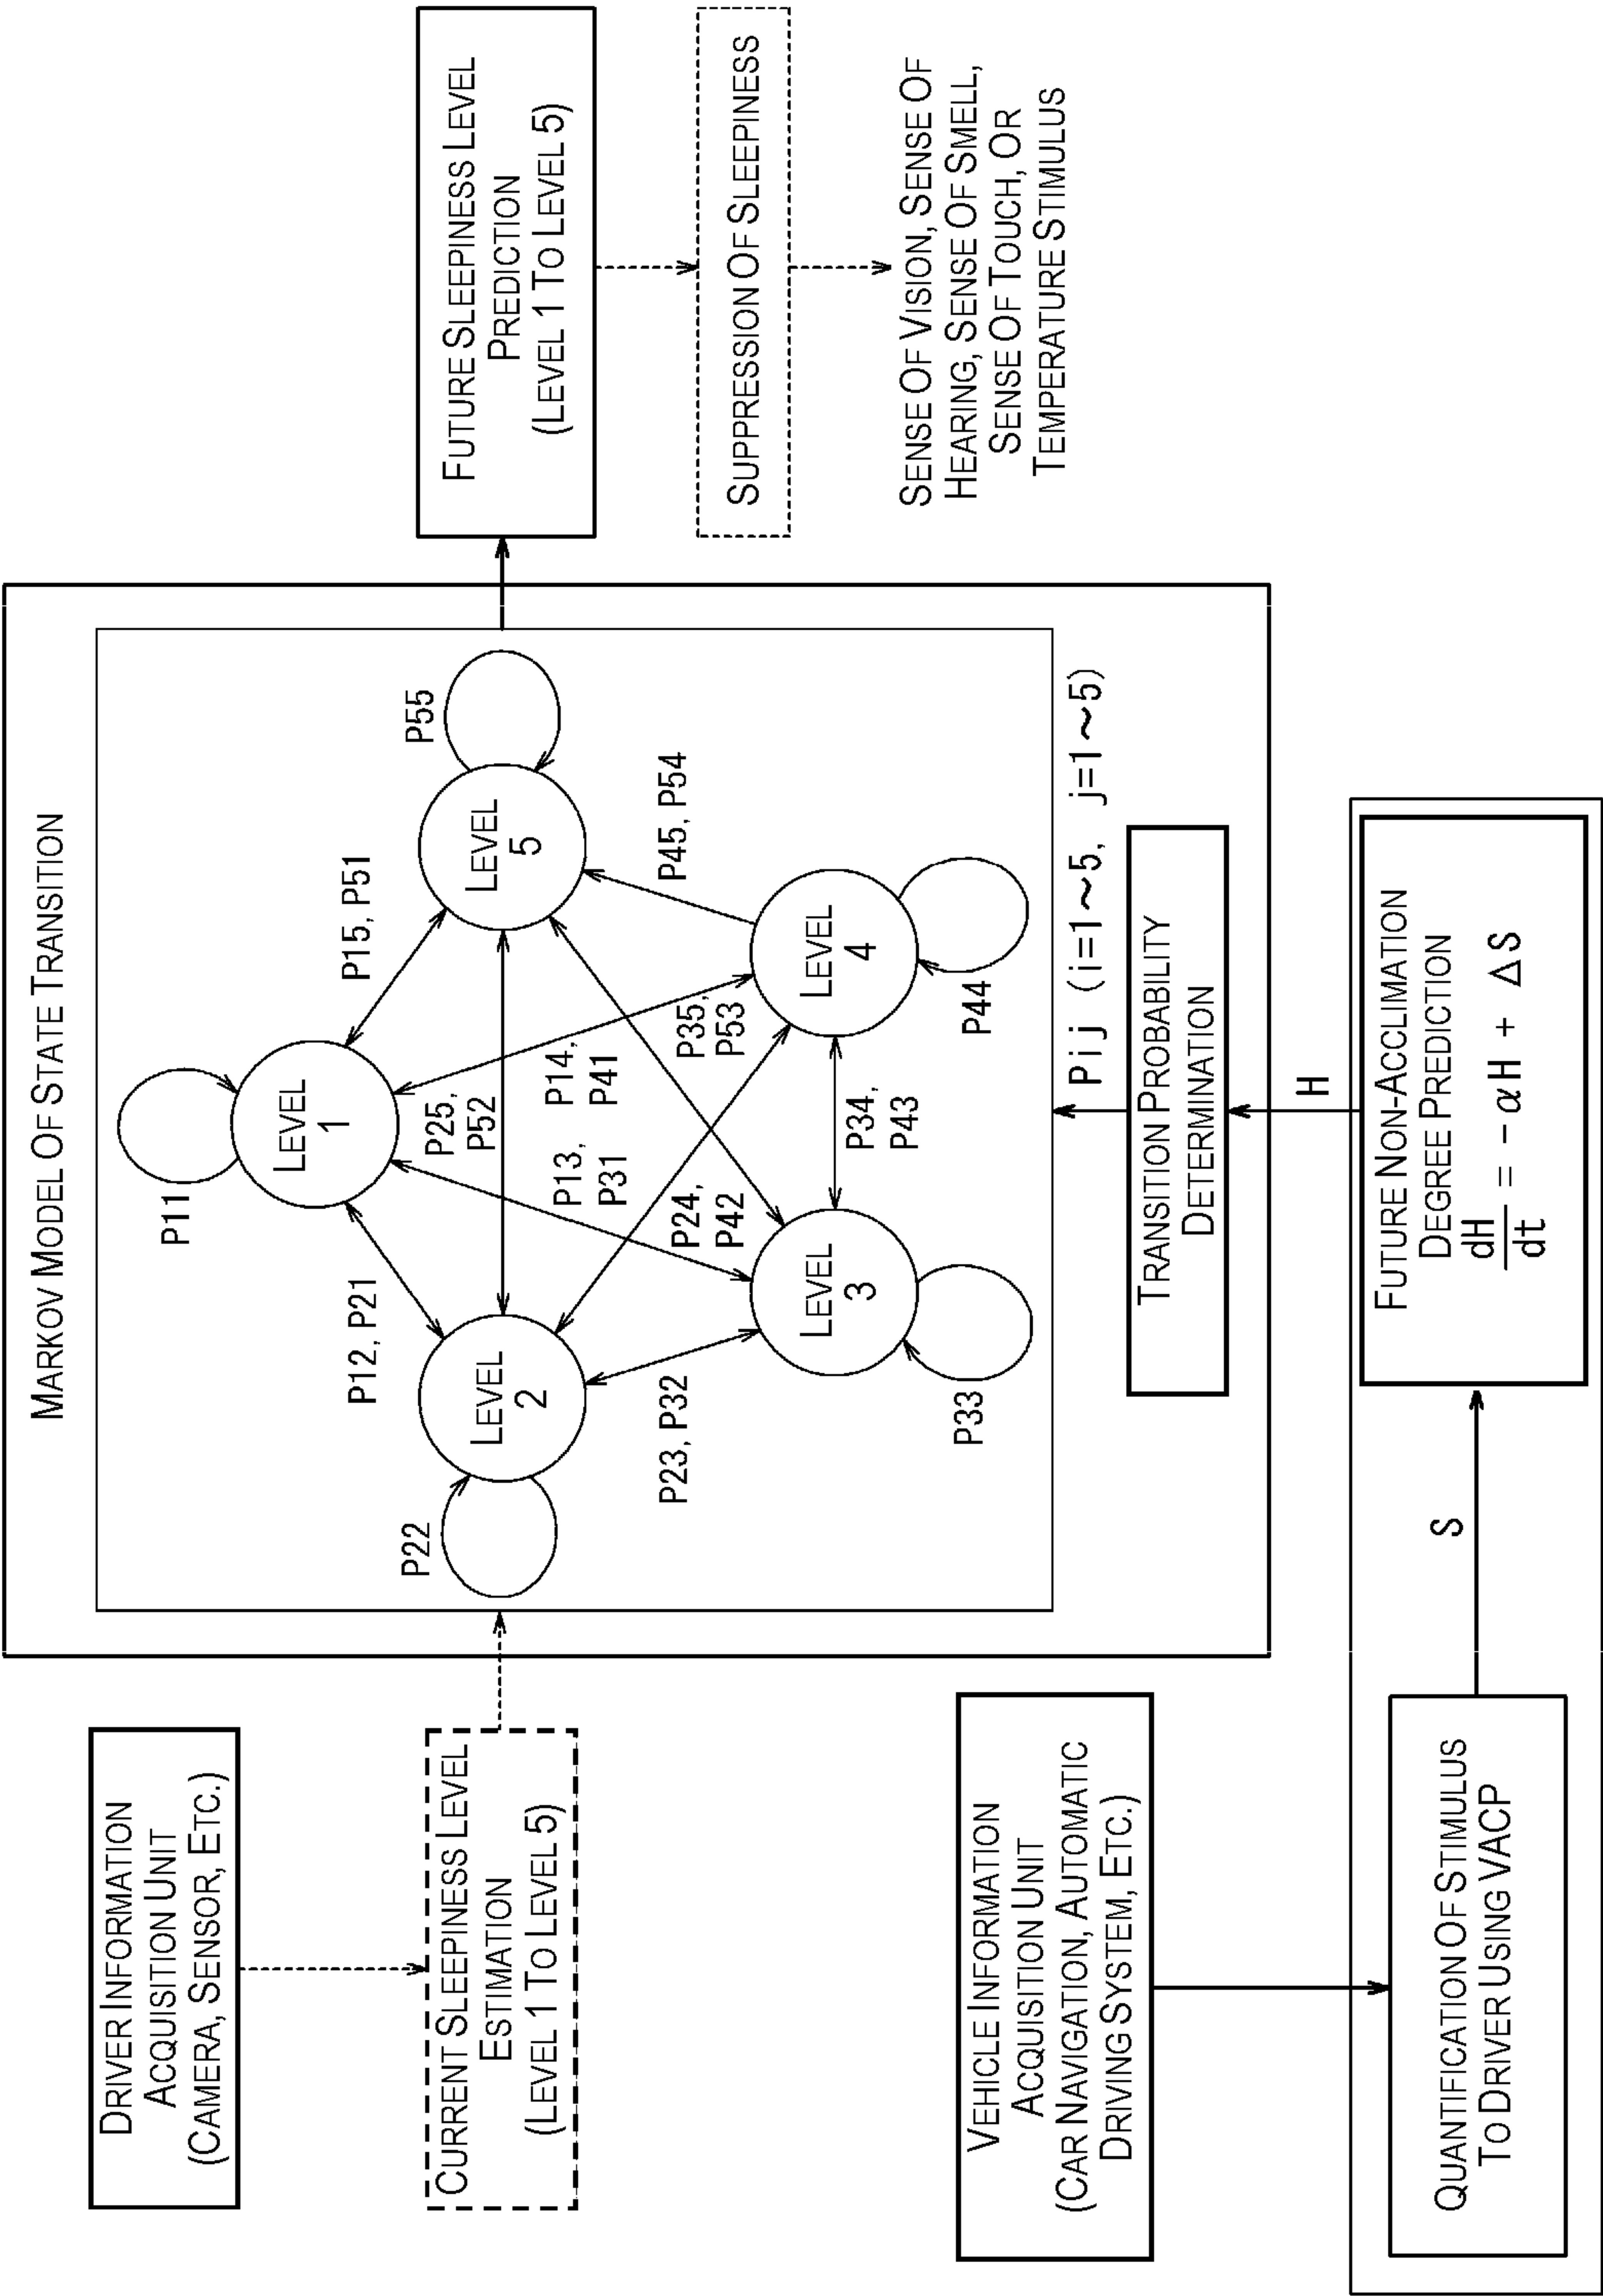 DRIVER INFORMATION
ACQUISITION UNIT
(CAMERA, SENSOR, ETC.)
CURRENT SLEEPINESS LEVEL
ESTIMATION
(LEVEL 1 TO LEVEL 5)
VEHICLE INFORMATION
ACQUISITION UNIT
(CAR NAVIGATION, AUTOMATIC
DRIVING SYSTEM, ETC.)
QUANTIFICATION OF STIMULUS
TO DRIVER USING VACP
S
MARKOV MODEL OF STATE TRANSITION
P11
LEVEL
1
P12, P21
P15, P51
P22
LEVEL
2
P25,
P52
LEVEL
5
P55
P13,
P31
P14,
P41
P23, P32
P24,
P42
P35,
P53
P45, P54
LEVEL
3
P34,
P43
LEVEL
4
P33
P44
Pij (i=1~5, j=1~5)
TRANSITION PROBABILITY
DETERMINATION
H
FUTURE NON-ACCLIMATION
DEGREE PREDICTION
dH/dt = - αH + ΔS
FUTURE SLEEPINESS LEVEL
PREDICTION
(LEVEL 1 TO LEVEL 5)
SUPPRESSION OF SLEEPINESS
SENSE OF VISION, SENSE OF
HEARING, SENSE OF SMELL,
SENSE OF TOUCH, OR
TEMPERATURE STIMULUS